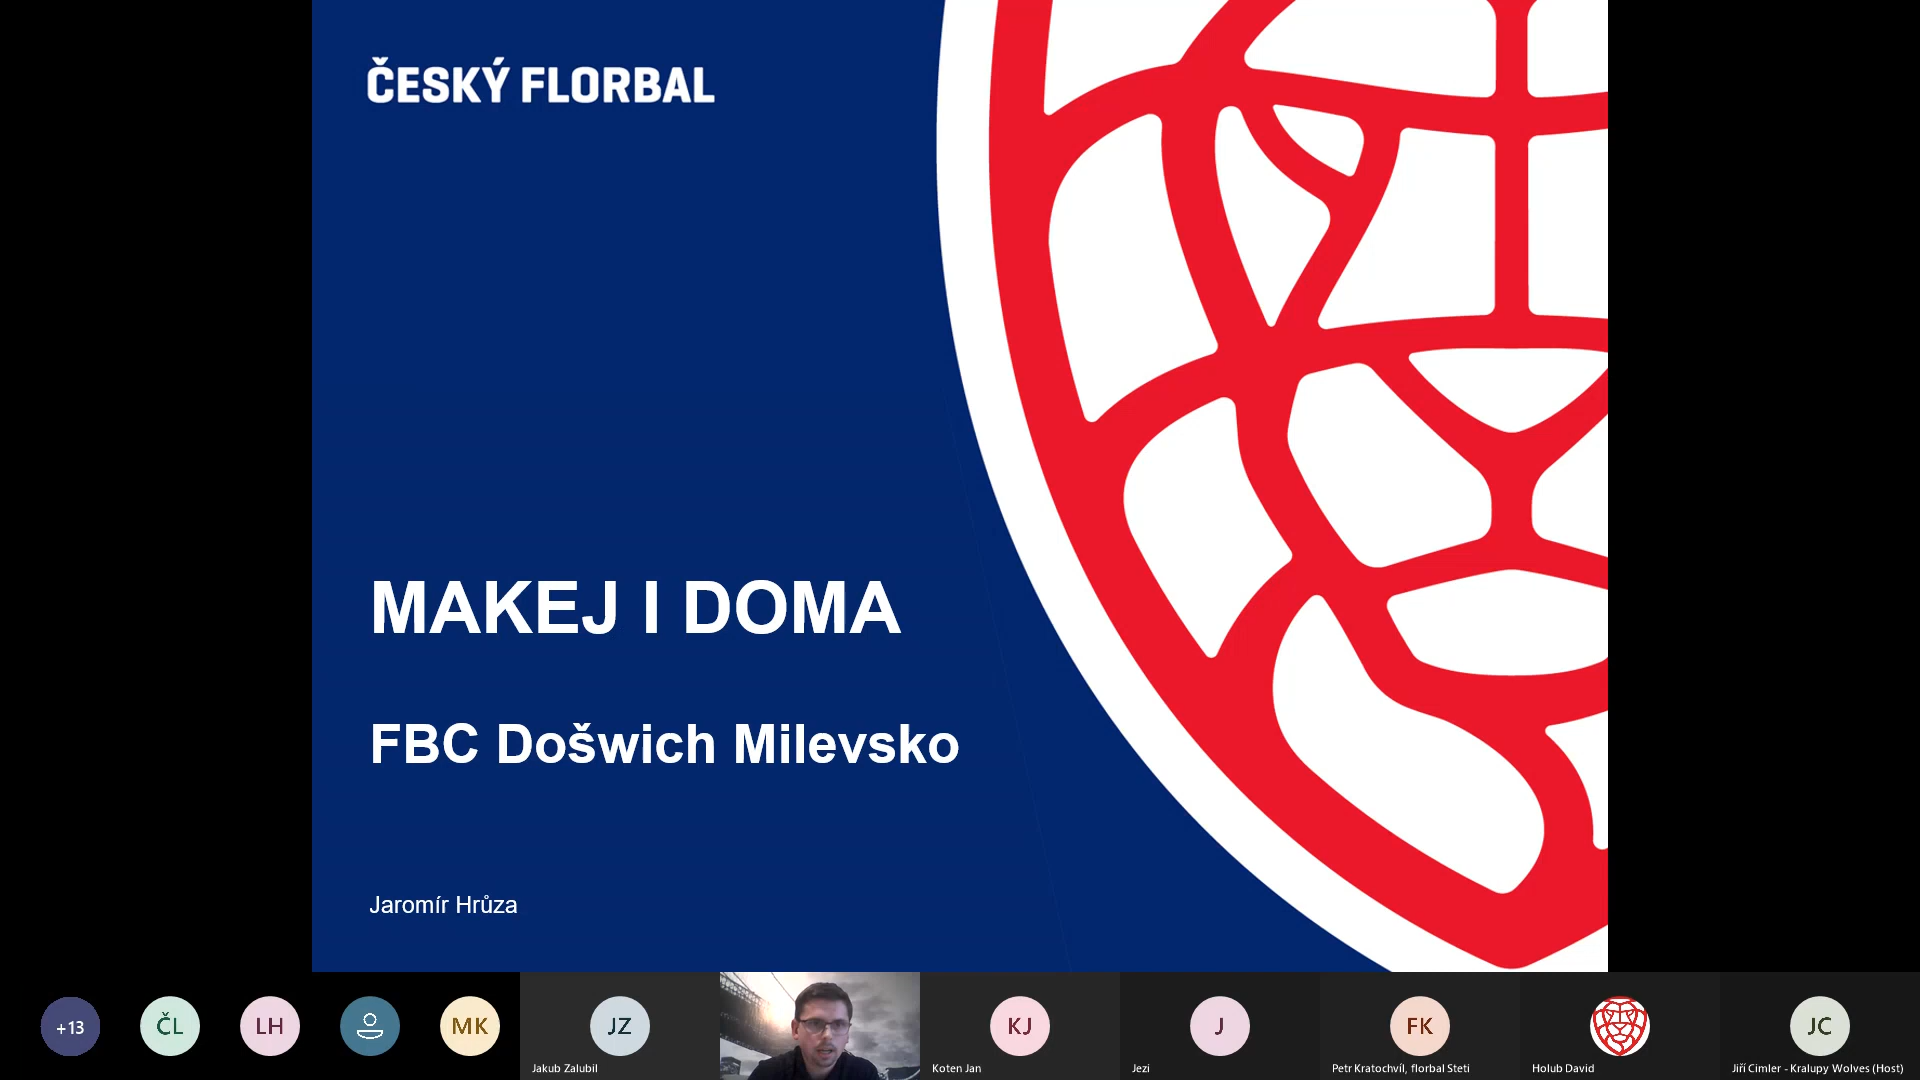 ČESKÝ FLORBAL
MAKEJ I DOMA
FBC Došwich Milevsko
Jaromír Hrůza
+13
ČL
LH
MK
JZ
Jakub Zalubil
KJ
Koten Jan
J
Jezi
FK
Petr Kratochvíl, florbal Steti
Holub David
JC
Jiří Cimler - Kralupy Wolves (Host)